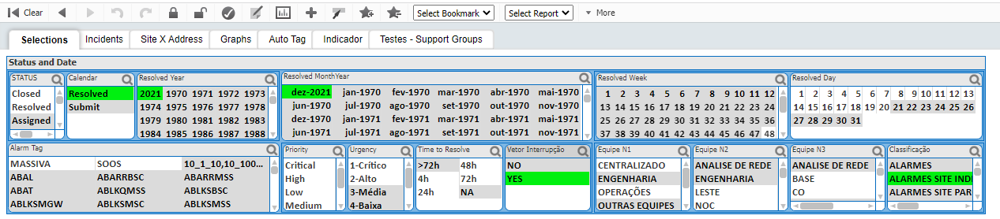 Clear Select Bookmark Select Report More
Selections Incidents Site X Address Graphs Auto Tag Indicador Testes - Support Groups
Status and Date
STATUS
Closed
Resolved
Assigned
Calendar
Resolved
Submit
Resolved Year
2021 1970 1971 1972 1973
1974 1975 1976 1977 1978
1979 1980 1981 1982 1983
1984 1985 1986 1987 1988
Resolved MonthYear
dez-2021 jan-1970 fev-1970 mar-1970 abr-1970 mai-1970
jun-1970 jul-1970 ago-1970 set-1970 out-1970 nov-1970
dez-1970 jan-1971 fev-1971 mar-1971 abr-1971 mai-1971
jun-1971 jul-1971 ago-1971 set-1971 out-1971 nov-1971
Resolved Week
1 2 3 4 5 6 7 8 9 10 11 12
13 14 15 16 17 18 19 20 21 22 23 24
25 26 27 28 29 30 31 32 33 34 35 36
37 38 39 40 41 42 43 44 45 46 47 48
Resolved Day
1 2 3 4 5 6 7 8 9 10 11 12 13
14 15 16 17 18 19 20 21 22 23 24 25 26
27 28 29 30 31
Alarm Tag
MASSIVA SOOS 10_1_10,10_100...
ABAL ABARRBSC ABARRMSS
ABAT ABLKQMSS ABLKSBSC
ABLKSMGW ABLKSMSC ABLKSMSS
Priority
Critical
High
Low
Medium
Urgency
1-Crítico
2-Alto
3-Média
4-Baixa
Time to Resolve
>72h 48h
4h 72h
24h NA
Vetor Interrupção
NO
YES
Equipe N1
CENTRALIZADO
ENGENHARIA
OPERAÇÕES
OUTRAS EQUIPES
Equipe N2
ANALISE DE REDE
ENGENHARIA
LESTE
NOC
Equipe N3
ANALISE DE REDE
BASE
CO
Classificação
ALARMES
ALARMES SITE INDI
ALARMES SITE PAR